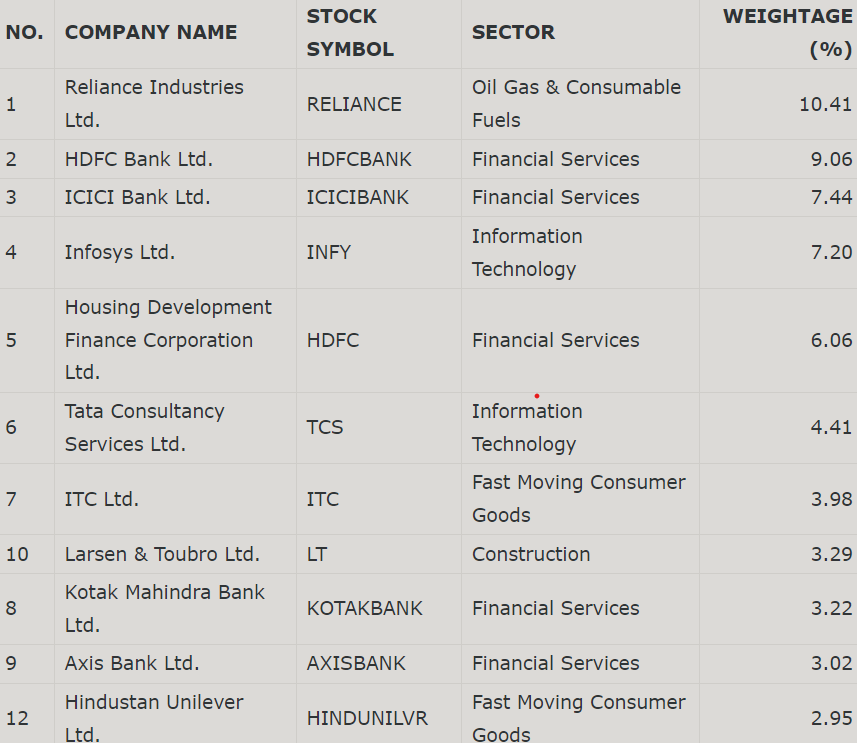 NO. COMPANY NAME STOCK SYMBOL SECTOR WEIGHTAGE (%)
1 Reliance Industries Ltd. RELIANCE Oil Gas & Consumable Fuels 10.41
2 HDFC Bank Ltd. HDFCBANK Financial Services 9.06
3 ICICI Bank Ltd. ICICIBANK Financial Services 7.44
4 Infosys Ltd. INFY Information Technology 7.20
5 Housing Development Finance Corporation Ltd. HDFC Financial Services 6.06
6 Tata Consultancy Services Ltd. TCS Information Technology 4.41
7 ITC Ltd. ITC Fast Moving Consumer Goods 3.98
10 Larsen & Toubro Ltd. LT Construction 3.29
8 Kotak Mahindra Bank Ltd. KOTAKBANK Financial Services 3.22
9 Axis Bank Ltd. AXISBANK Financial Services 3.02
12 Hindustan Unilever Ltd. HINDUNILVR Fast Moving Consumer Goods 2.95